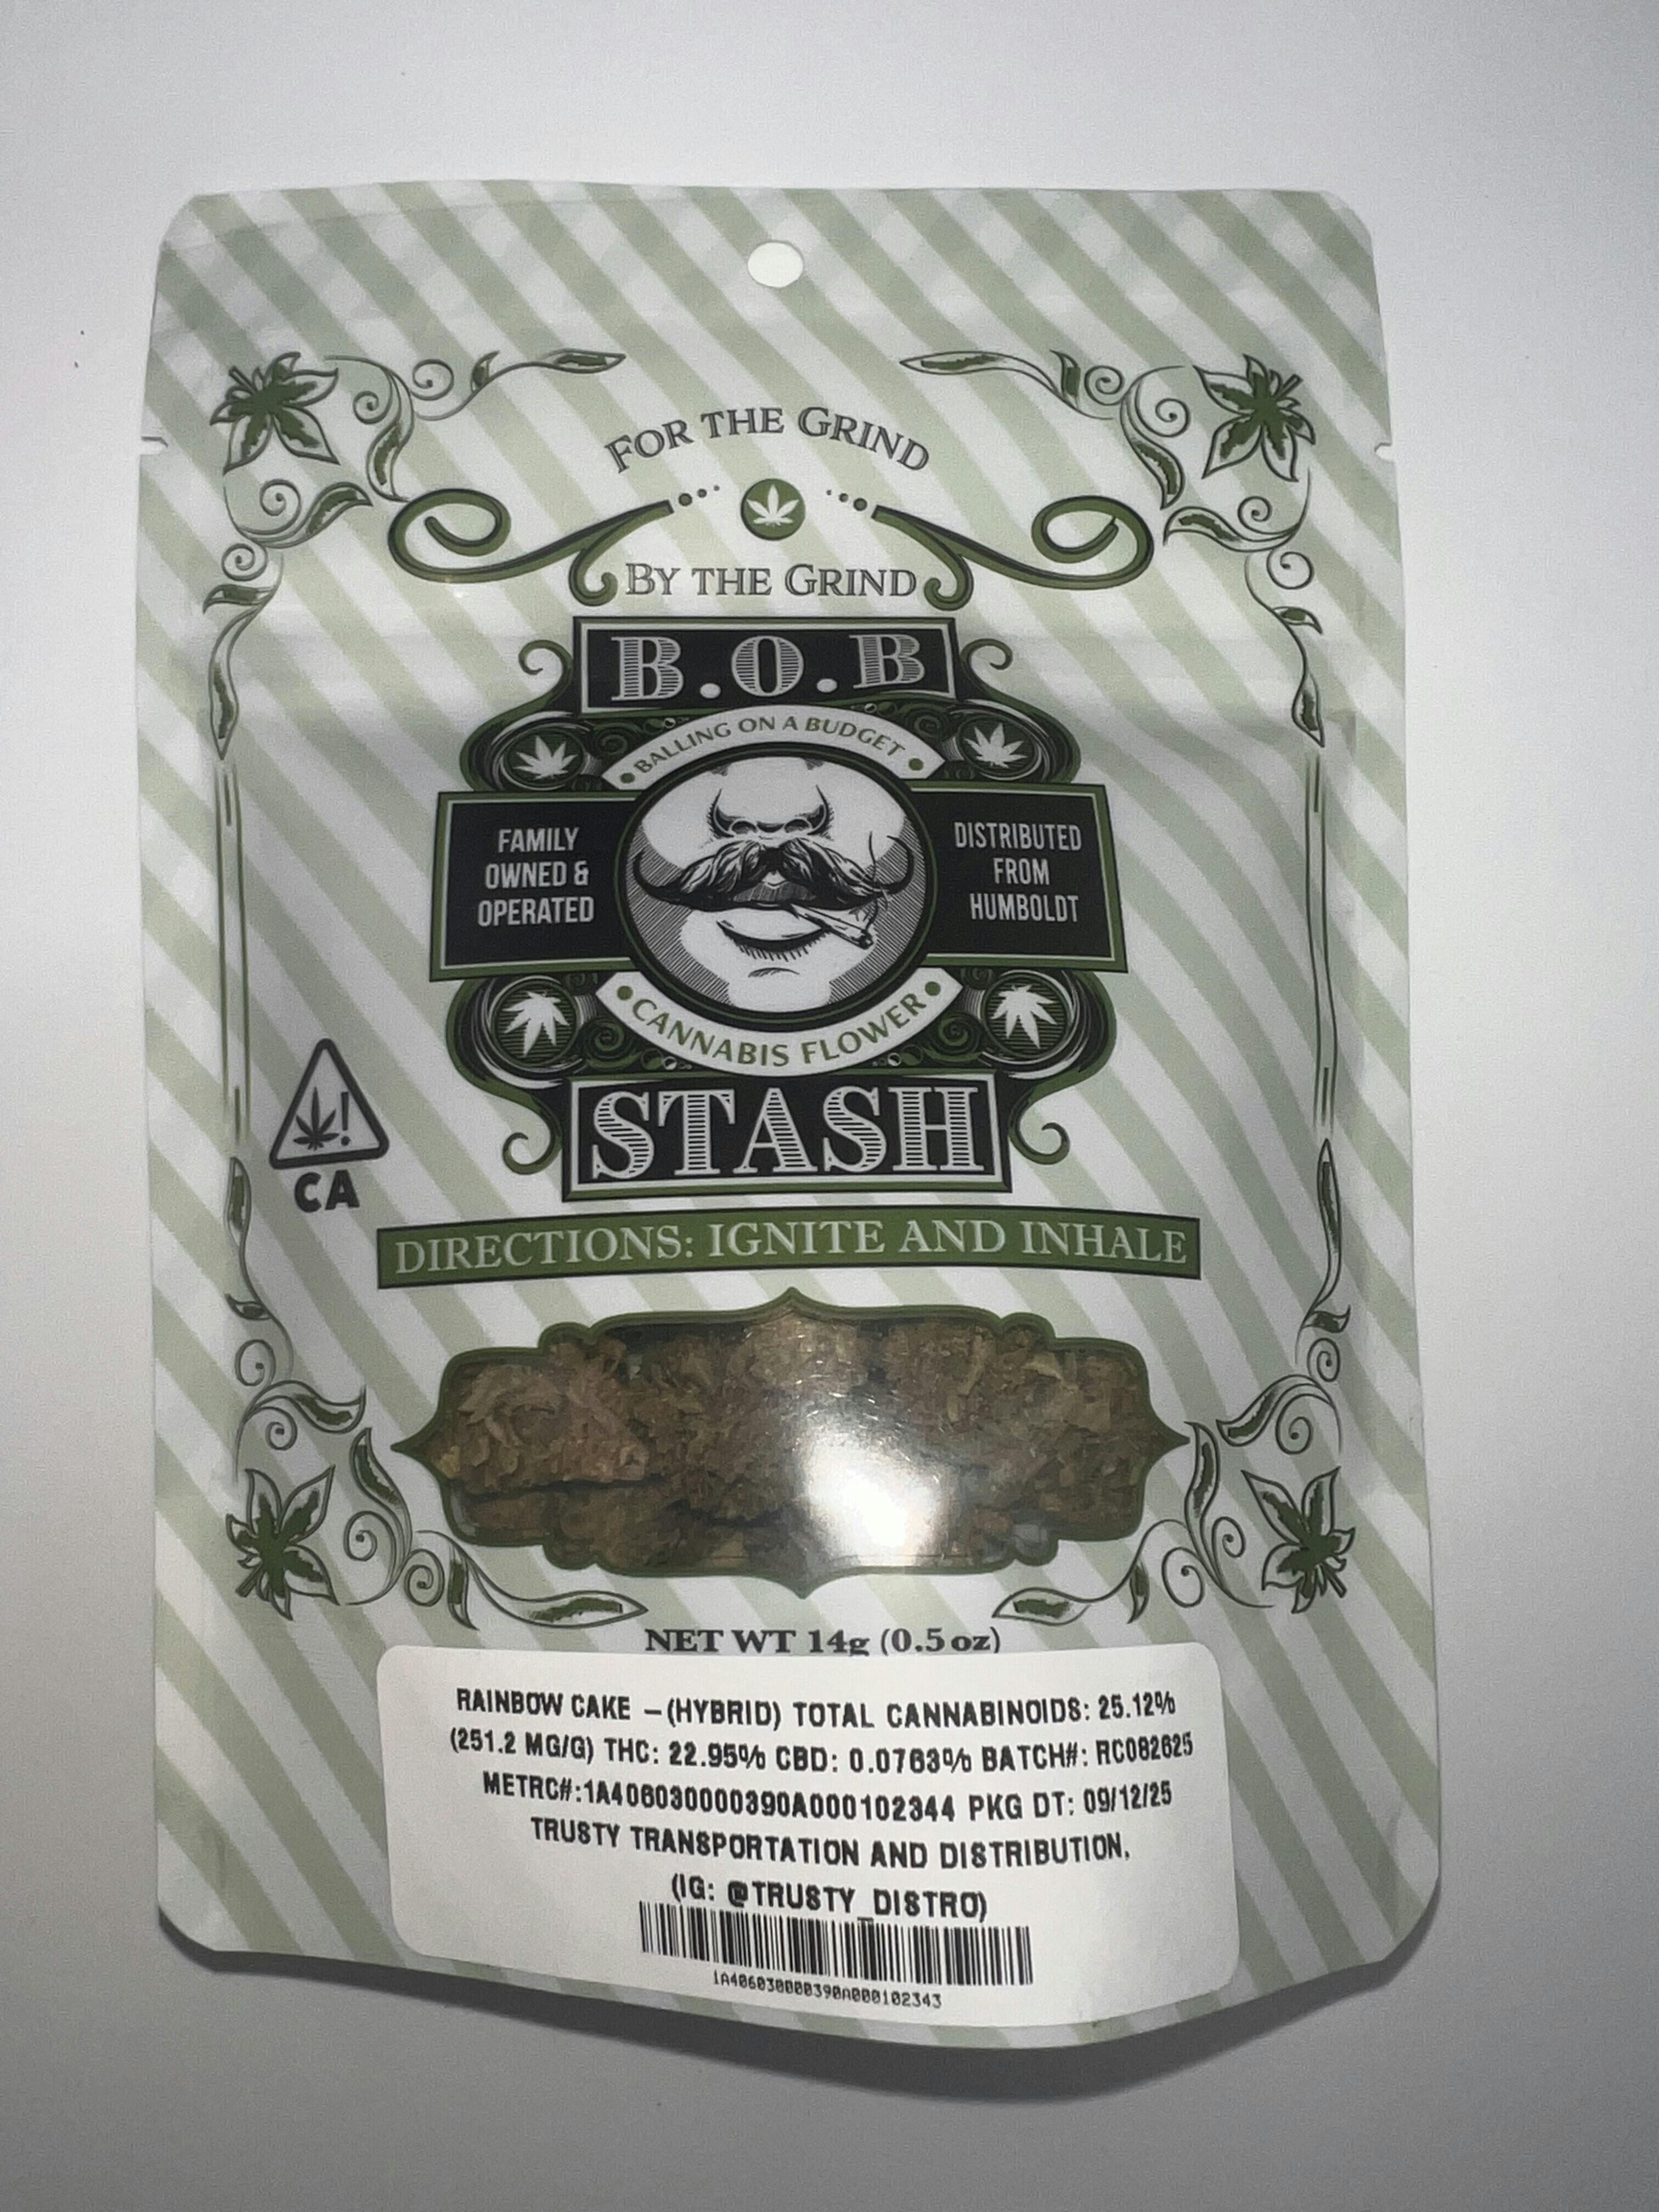 FOR THE GRIND
BY THE GRIND
B.O.B
BALLING ON A BUDGET
FAMILY
OWNED &
OPERATED
DISTRIBUTED
FROM
HUMBOLDT
CANNABIS FLOWER
STASH
!
CA
DIRECTIONS: IGNITE AND INHALE
NET WT 14g (0.5 oz)
RAINBOW CAKE – (HYBRID) TOTAL CANNABINOIDS: 25.12%
(251.2 MG/G) THC: 22.95% CBD: 0.0763% BATCH#: RC082625
METRC#:1A406030000390A000102344 PKG DT: 09/12/25
TRUSTY TRANSPORTATION AND DISTRIBUTION,
(IG: @TRUSTY_DISTRO)
1A406030000390A000102343